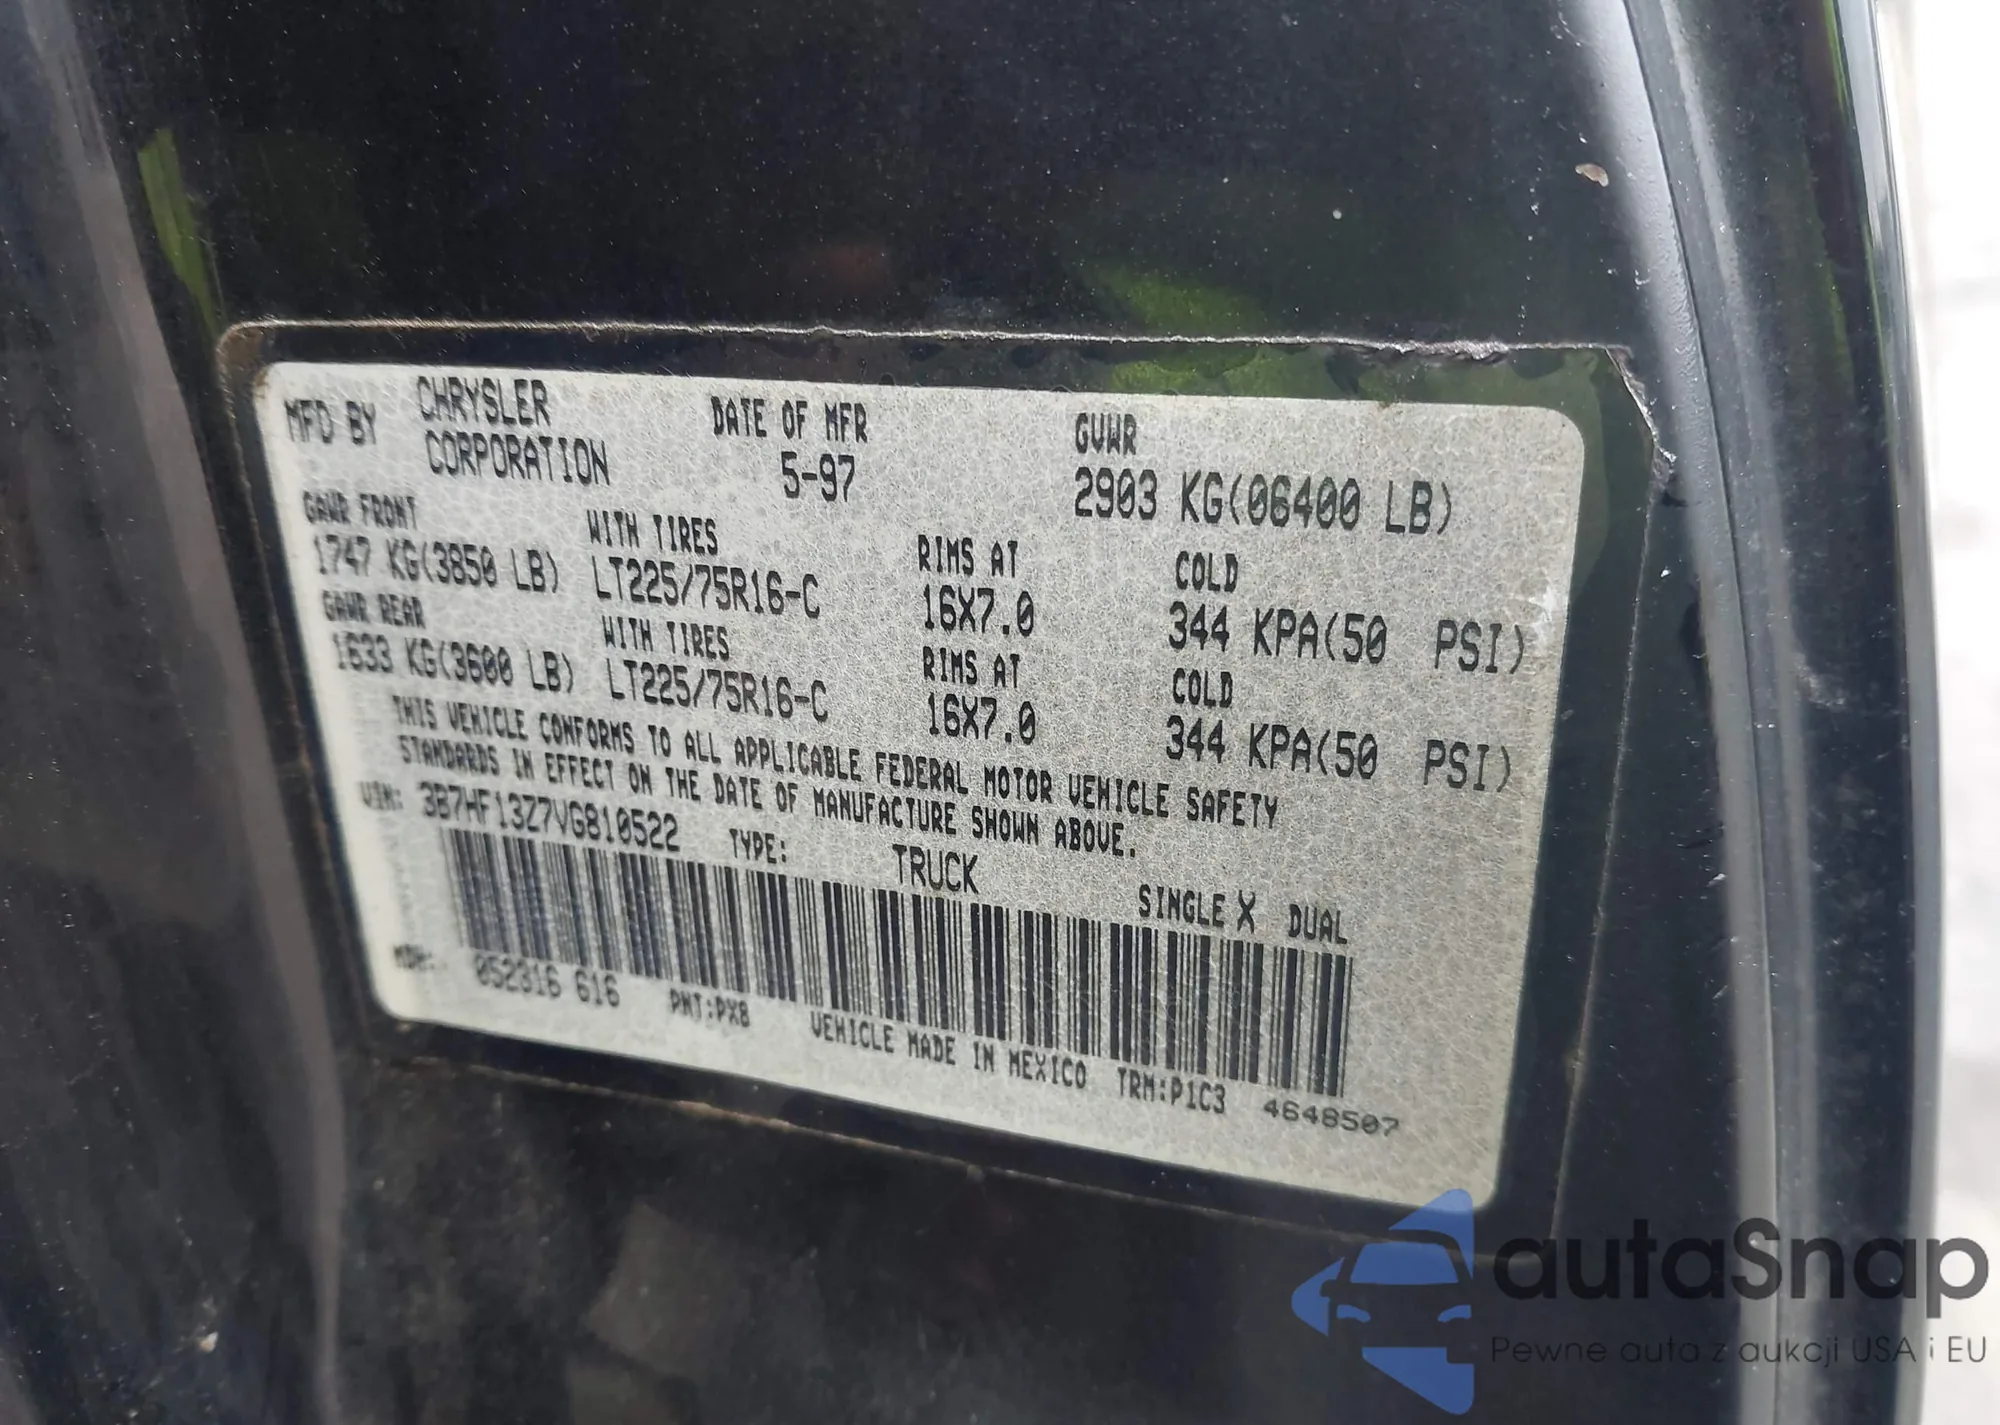 MFD BY CHRYSLER CORPORATION DATE OF MFR 5-97 GVWR 2903 KG(06400 LB)
GAWR FRONT WITH TIRES RIMS AT COLD
1747 KG(3850 LB) LT225/75R16-C 16X7.0 344 KPA(50 PSI)
GAWR REAR WITH TIRES RIMS AT COLD
1633 KG(3600 LB) LT225/75R16-C 16X7.0 344 KPA(50 PSI)
THIS VEHICLE CONFORMS TO ALL APPLICABLE FEDERAL MOTOR VEHICLE SAFETY
STANDARDS IN EFFECT ON THE DATE OF MANUFACTURE SHOWN ABOVE.
VIN: 3B7HF13Z7VG810522 TYPE: TRUCK SINGLE X DUAL
MDH: 052316 616 PNT:PX8 VEHICLE MADE IN MEXICO TRM:P1C3 4648507
autaSnap
Pewne auta z aukcji USA i EU